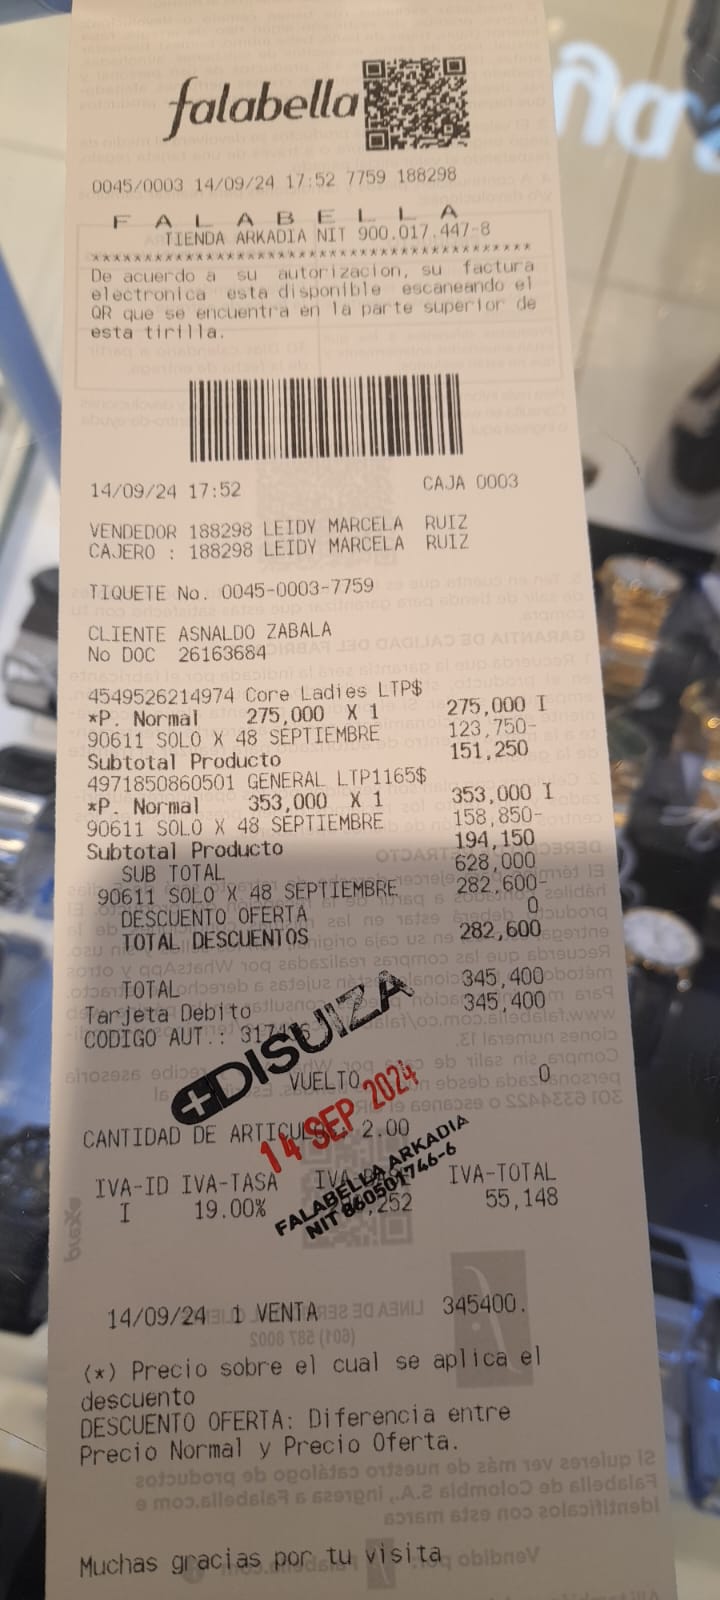 falabella
0045/0003 14/09/24 17:52 7759 188298
F A L A B E L L A
TIENDA ARKADIA NIT 900.017.447-8
******************************************
De acuerdo a su autorizacion, su factura
electronica esta disponible escaneando el
QR que se encuentra en la parte superior de
esta tirilla.
14/09/24 17:52 CAJA 0003
VENDEDOR 188298 LEIDY MARCELA RUIZ
CAJERO : 188298 LEIDY MARCELA RUIZ
TIQUETE No. 0045-0003-7759
CLIENTE ASNALDO ZABALA
No DOC 26163684
4549526214974 Core Ladies LTP$
*P. Normal 275,000 X 1 275,000 I
90611 SOLO X 48 SEPTIEMBRE 123,750-
Subtotal Producto 151,250
4971850860501 GENERAL LTP1165$
*P. Normal 353,000 X 1 353,000 I
90611 SOLO X 48 SEPTIEMBRE 158,850-
Subtotal Producto 194,150
SUB TOTAL 628,000
90611 SOLO X 48 SEPTIEMBRE 282,600-
DESCUENTO OFERTA 0
TOTAL DESCUENTOS 282,600
TOTAL 345,400
Tarjeta Debito 345,400
CODIGO AUT.:
+DISUIZA
VUELTO 0
14 SEP 2024
CANTIDAD DE ARTICULOS: 2.00
FALABELLA ARKADIA
NIT 860501746-6
IVA-ID IVA-TASA IVA-TOTAL
I 19.00% 55,148
14/09/24 1 VENTA 345400.
(*) Precio sobre el cual se aplica el
descuento
DESCUENTO OFERTA: Diferencia entre
Precio Normal y Precio Oferta.
Muchas gracias por tu visita